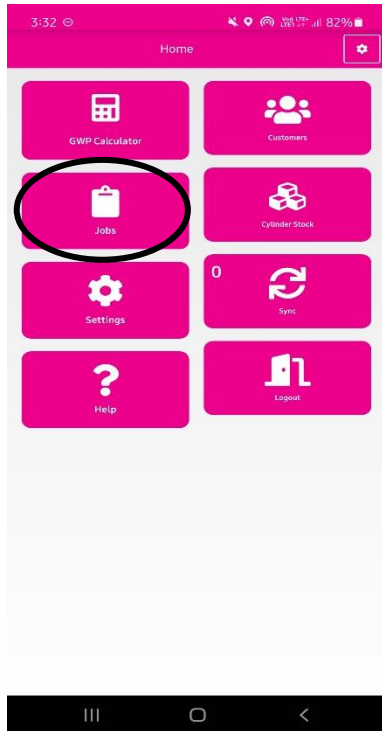 3:32
82%
Home
GWP Calculator
Customers
Jobs
Cylinder Stock
Settings
0
Sync
Help
Logout